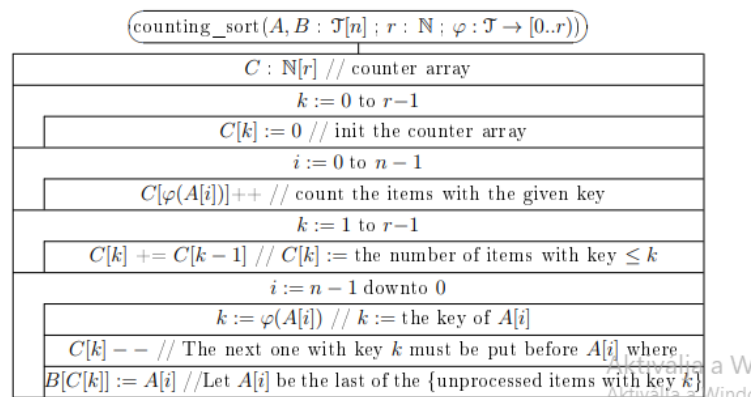 counting_sort(A, B : 𝒯[n] ; r : ℕ ; φ : 𝒯 → [0..r))
C : ℕ[r] // counter array
k := 0 to r−1
C[k] := 0 // init the counter array
i := 0 to n − 1
C[φ(A[i])]++ // count the items with the given key
k := 1 to r−1
C[k] += C[k − 1] // C[k] := the number of items with key ≤ k
i := n − 1 downto 0
k := φ(A[i]) // k := the key of A[i]
C[k] − − // The next one with key k must be put before A[i] where
B[C[k]] := A[i] //Let A[i] be the last of the {unprocessed items with key k}
Aktiválja a W
Aktiválja a Windo